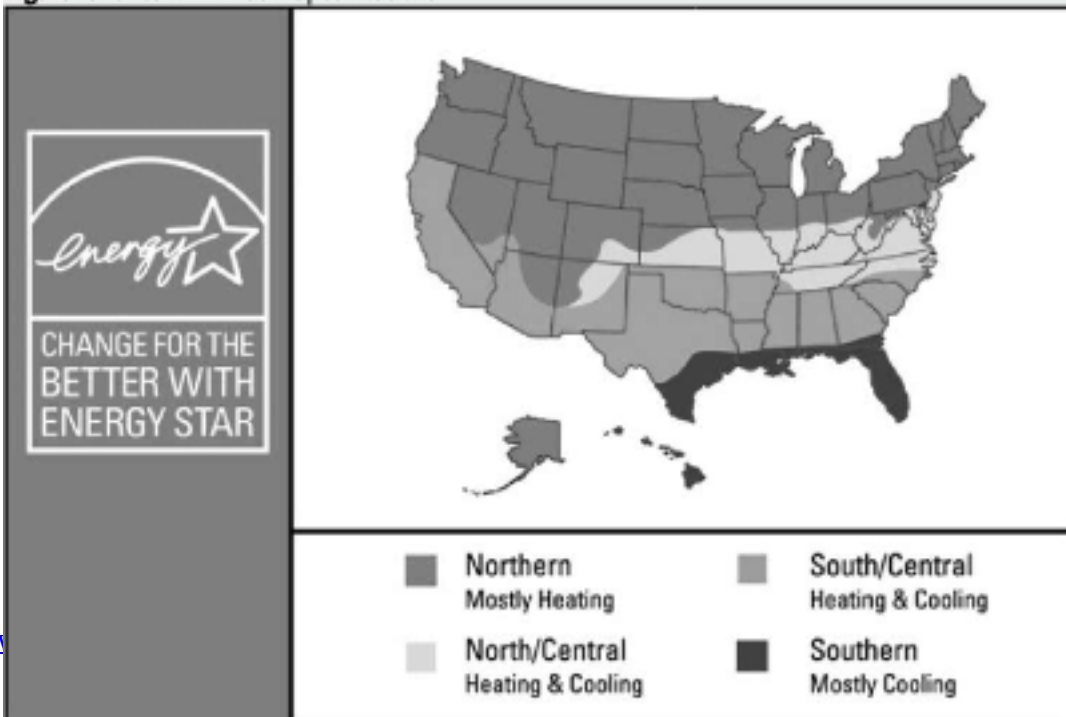 energy
CHANGE FOR THE
BETTER WITH
ENERGY STAR
Northern
Mostly Heating
South/Central
Heating & Cooling
North/Central
Heating & Cooling
Southern
Mostly Cooling